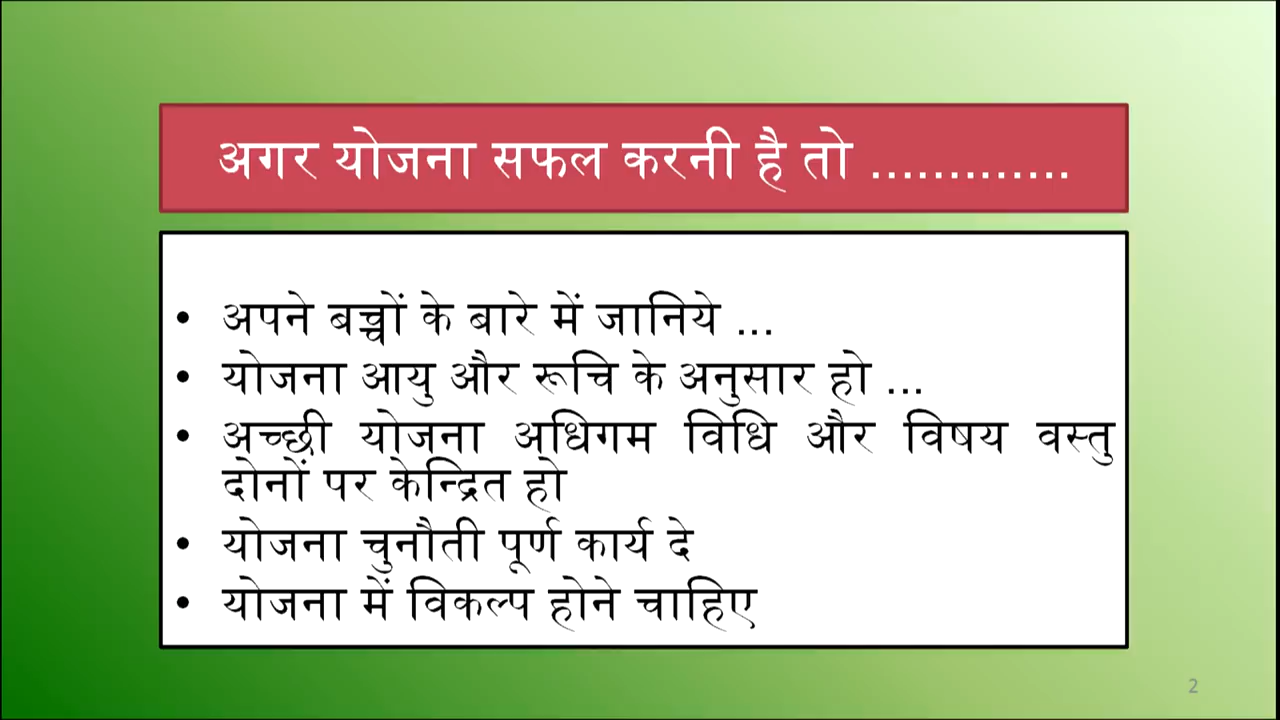 अगर योजना सफल करनी है तो .............
• अपने बच्चों के बारे में जानिये ...
• योजना आयु और रूचि के अनुसार हो ...
• अच्छी योजना अधिगम विधि और विषय वस्तु
दोनों पर केन्द्रित हो
• योजना चुनौती पूर्ण कार्य दे
• योजना में विकल्प होने चाहिए
2